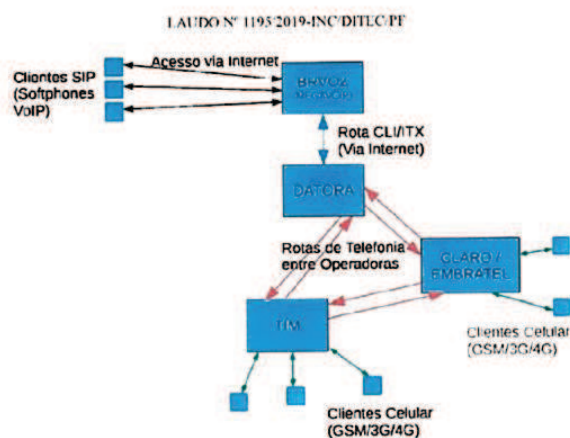 LAUDO Nº 1195/2019-INC/DITEC/PF
Acesso via Internet
Clientes SIP
(Softphones
VoIP)
BRVOZ
Rota CLI/ITX
(Via Internet)
DATORA
Rotas de Telefonia
entre Operadoras
CLARO /
EMBRATEL
TIM
Clientes Celular
(GSM/3G/4G)
Clientes Celular
(GSM/3G/4G)